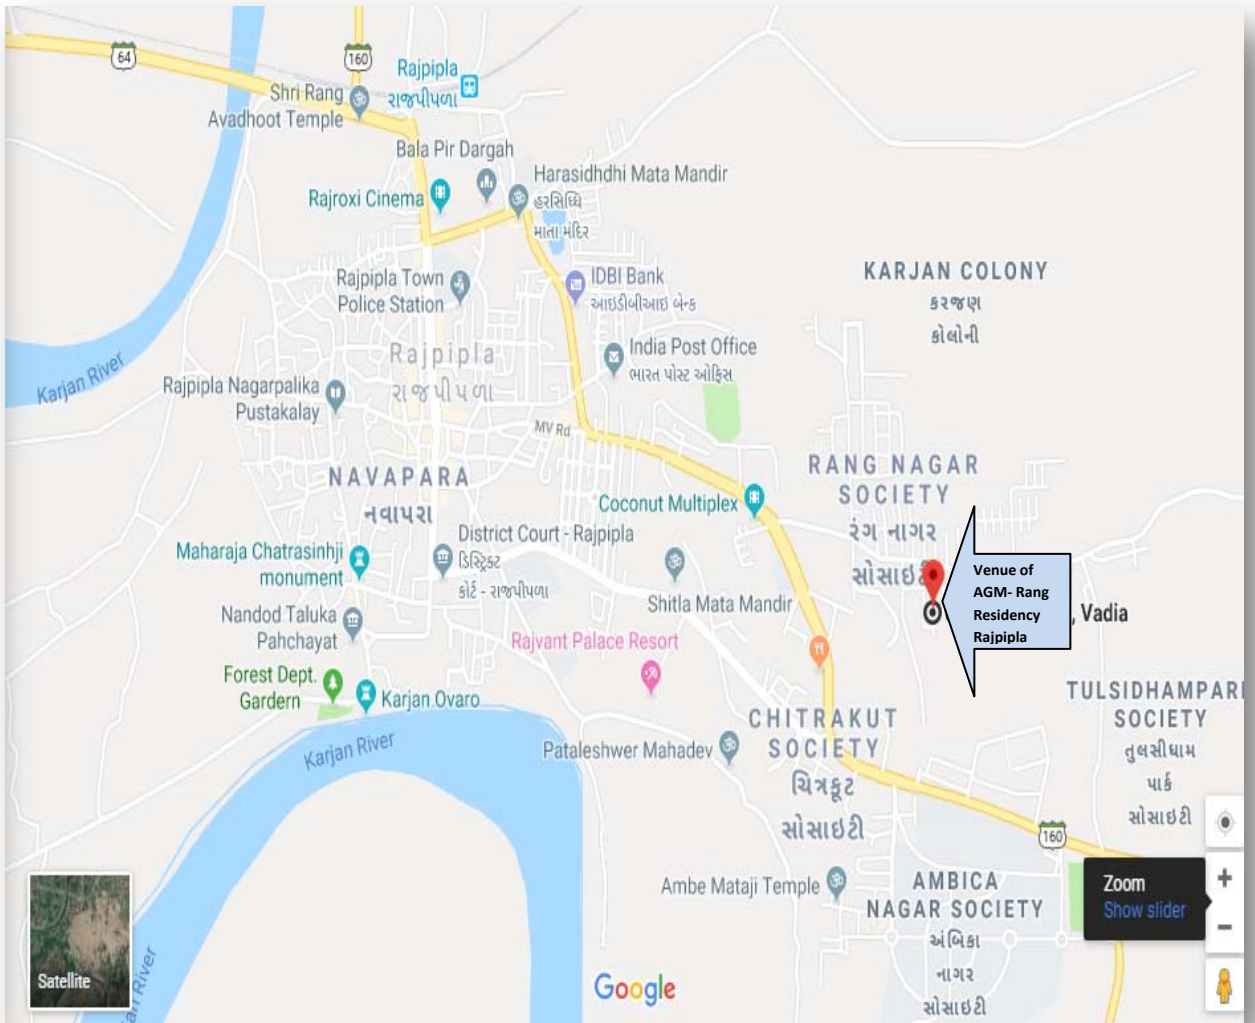 64
160
Rajpipla
રાજપીપળા
Shri Rang
Avadhoot Temple
Bala Pir Dargah
Harasidhdhi Mata Mandir
હરસિધ્ધિ
માતા મંદિર
Rajroxi Cinema
KARJAN COLONY
કરજણ
કોલોની
Rajpipla Town
Police Station
IDBI Bank
આઇડીબીઆઇ બેન્ક
Rajpipla
રાજપીપળા
India Post Office
ભારત પોસ્ટ ઓફિસ
Karjan River
Rajpipla Nagarpalika
Pustakalay
MV Rd
NAVAPARA
નવાપરા
RANG NAGAR
SOCIETY
રંગ નાગર
સોસાઇટી
Coconut Multiplex
District Court - Rajpipla
ડિસ્ટ્રિક્ટ
કોર્ટ - રાજપીપળા
Maharaja Chatrasinhji
monument
Shitla Mata Mandir
Venue of
AGM- Rang
Residency
Rajpipla
, Vadia
Nandod Taluka
Pahchayat
Rajvant Palace Resort
Forest Dept.
Gardern
Karjan Ovaro
TULSIDHAMPARK
SOCIETY
તુલસીધામ
પાર્ક
સોસાઇટી
Karjan River
Pataleshwer Mahadev
CHITRAKUT
SOCIETY
ચિત્રકૂટ
સોસાઇટી
160
Ambe Mataji Temple
AMBICA
NAGAR SOCIETY
અંબિકા
નાગર
સોસાઇટી
Zoom
Show slider
+
−
Satellite
an River
Google